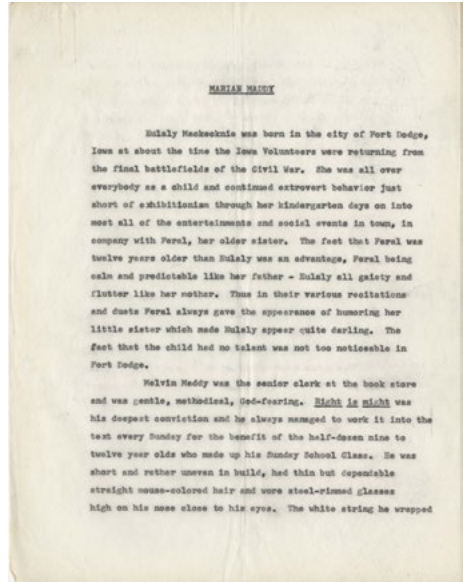 MARIAN MADDY
Eulaly Mackecknie was born in the city of Fort Dodge,
Iowa at about the time the Iowa Volunteers were returning from
the final battlefields of the Civil War. She was all over
everybody as a child and continued extrovert behavior just
short of exhibitionism through her kindergarten days on into
most all of the entertainments and social events in town, in
company with Feral, her older sister. The fact that Feral was
twelve years older than Eulaly was an advantage, Feral being
calm and predictable like her father - Eulaly all gaiety and
flutter like her mother. Thus in their various recitations
and duets Feral always gave the appearance of humoring her
little sister which made Eulaly appear quite darling. The
fact that the child had no talent was not too noticeable in
Fort Dodge.
Melvin Maddy was the senior clerk at the book store
and was gentle, methodical, God-fearing. Right is might was
his deepest conviction and he always managed to work it into the
text every Sunday for the benefit of the half-dozen nine to
twelve year olds who made up his Sunday School Class. He was
short and rather uneven in build, had thin but dependable
straight mouse-colored hair and wore steel-rimmed glasses
high on his nose close to his eyes. The white string he wrapped